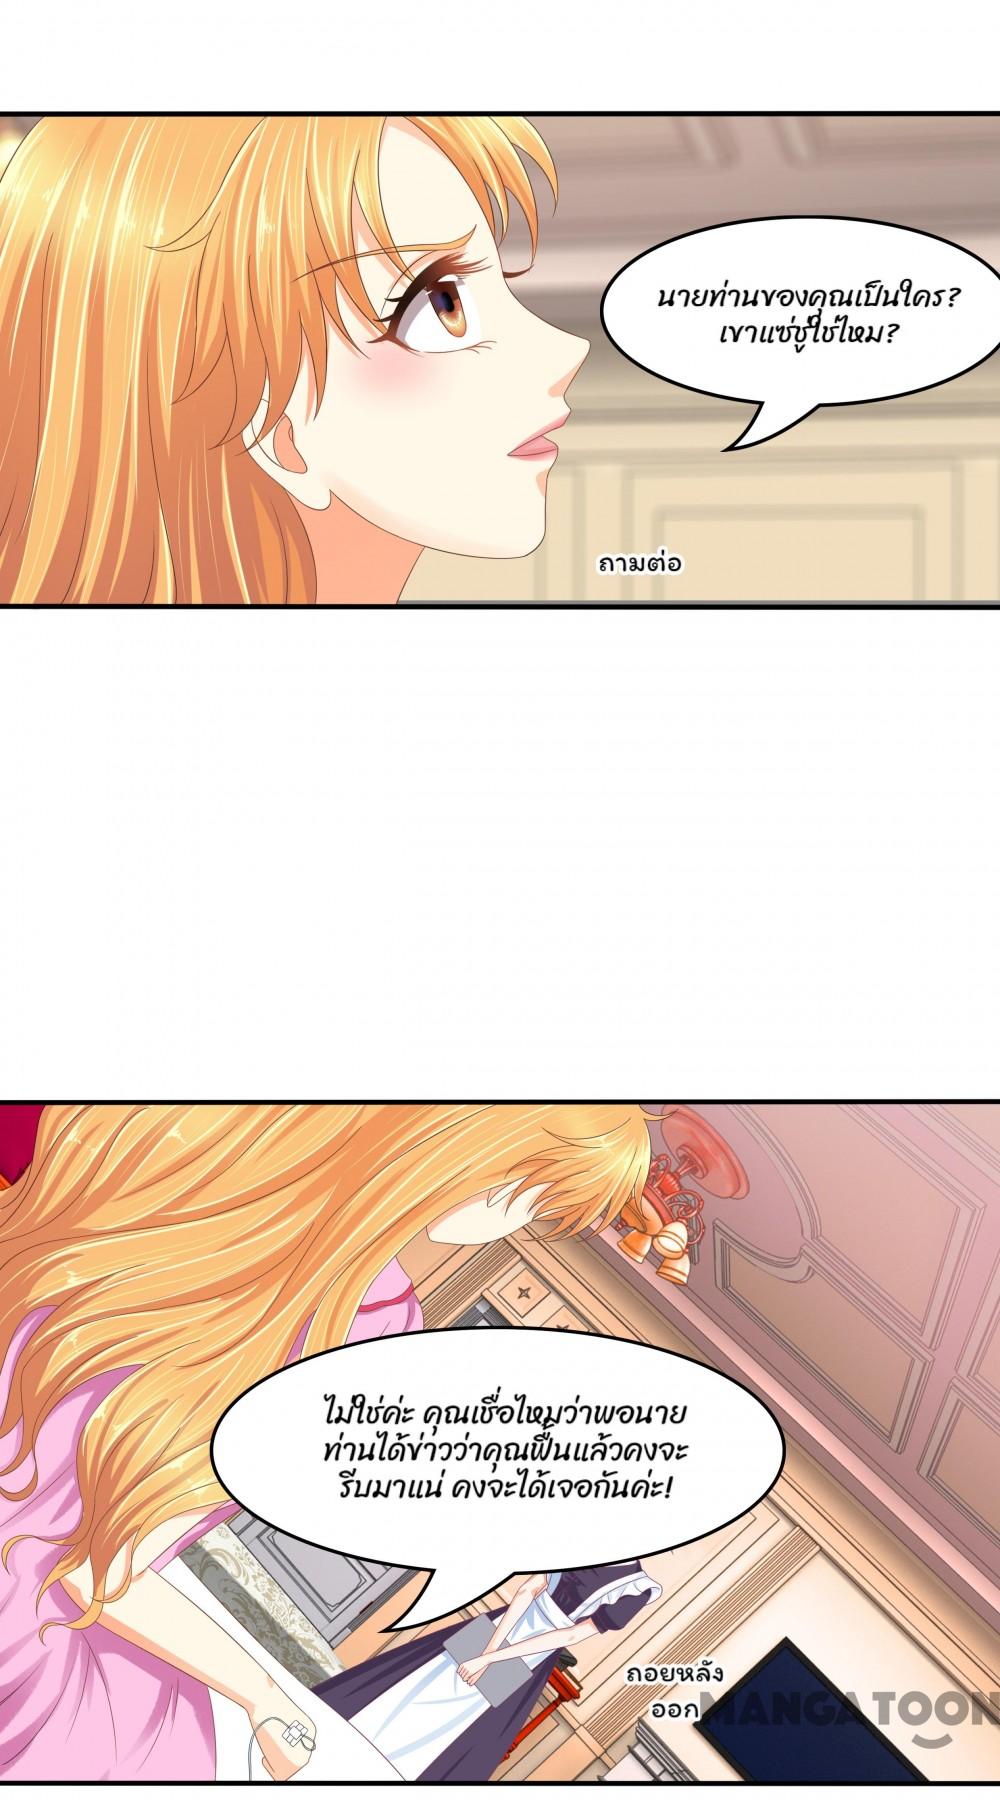 นายท่านของคุณเป็นใคร?
เขาแซ่ชู่ใช่ไหม?
ถามต่อ
ไม่ใช่ค่ะ คุณเชื่อไหมว่าพอนาย
ท่านได้ข่าวว่าคุณฟื้นแล้วคงจะ
รีบมาแน่ คงจะได้เจอกันค่ะ!
ถอยหลัง
ออก
MANGATOON